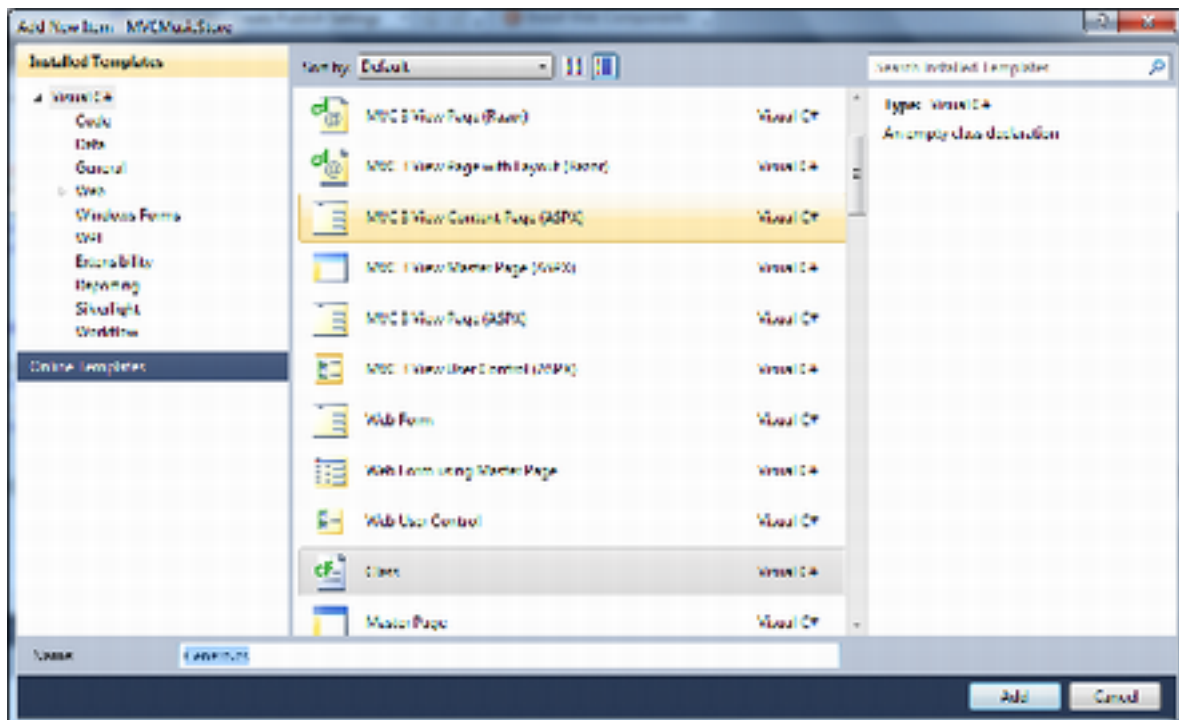 Add New Item - MVCMusicStore
Installed Templates
Sort by: Default
Search Installed Templates
Visual C#
Code
Data
General
Web
Windows Forms
WPF
Extensibility
Reporting
Silverlight
Workflow
Online Templates
MVC 3 View Page (Razor) Visual C#
MVC 3 View Page with Layout (Razor) Visual C#
MVC 3 View Content Page (ASPX) Visual C#
MVC 3 View Master Page (ASPX) Visual C#
MVC 3 View Page (ASPX) Visual C#
MVC 3 View User Control (ASPX) Visual C#
Web Form Visual C#
Web Form using Master Page Visual C#
Web User Control Visual C#
Class Visual C#
Master Page Visual C#
Type: Visual C#
An empty class declaration
Name:
Add Cancel